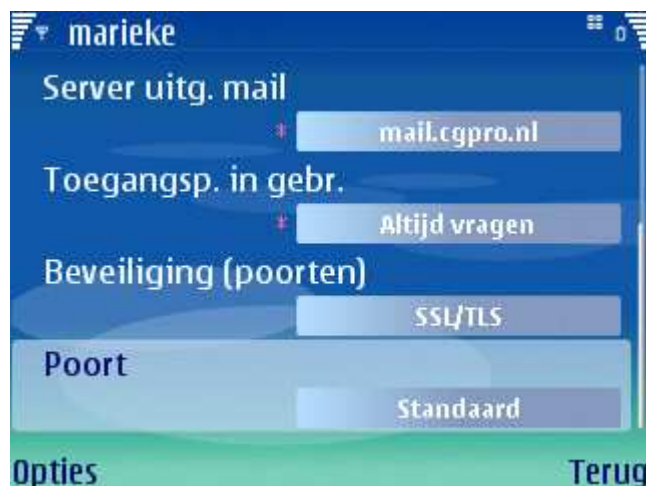 marieke
Server uitg. mail
* mail.cgpro.nl
Toegangsp. in gebr.
* Altijd vragen
Beveiliging (poorten)
SSL/TLS
Poort
Standaard
Opties Terug